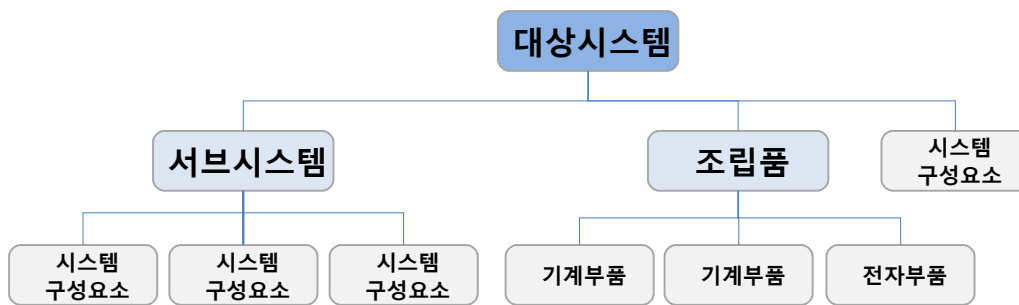 대상시스템
서브시스템
조립품
시스템
구성요소
시스템
구성요소
시스템
구성요소
시스템
구성요소
기계부품
기계부품
전자부품